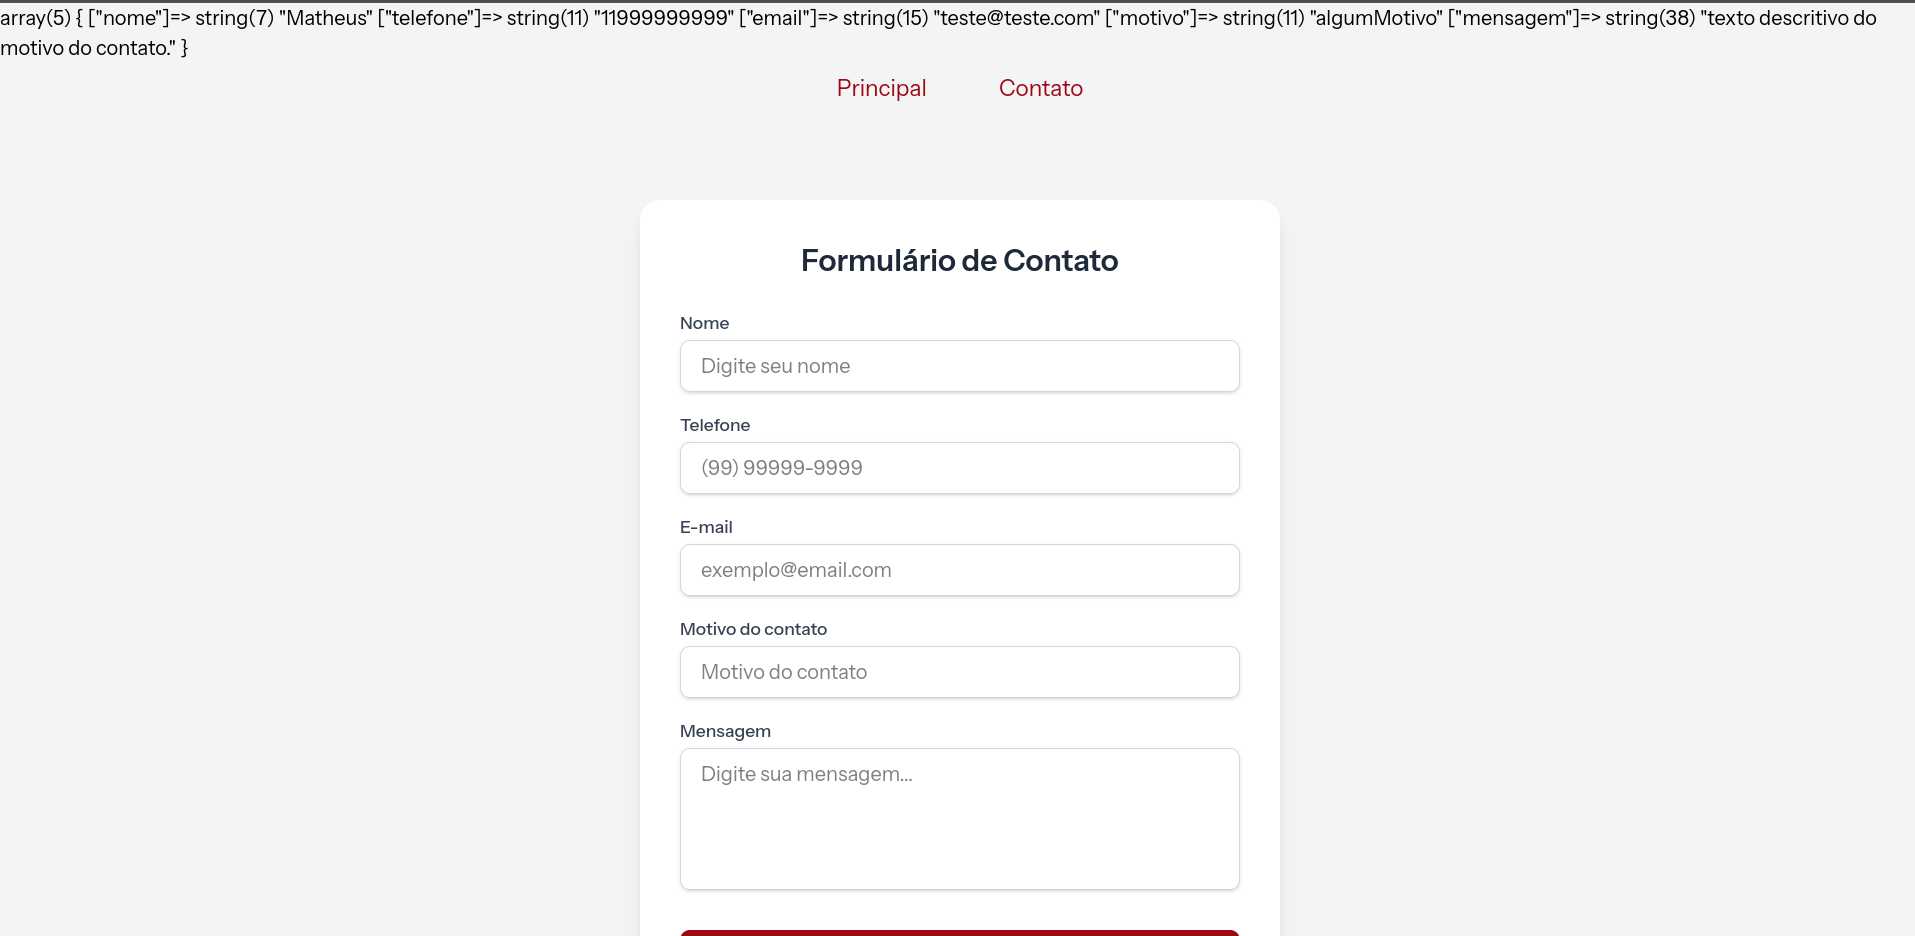 array(5) { ["nome"]=> string(7) "Matheus" ["telefone"]=> string(11) "11999999999" ["email"]=> string(15) "teste@teste.com" ["motivo"]=> string(11) "algumMotivo" ["mensagem"]=> string(38) "texto descritivo do
motivo do contato." }
Principal Contato
Formulário de Contato
Nome
Digite seu nome
Telefone
(99) 99999-9999
E-mail
exemplo@email.com
Motivo do contato
Motivo do contato
Mensagem
Digite sua mensagem...